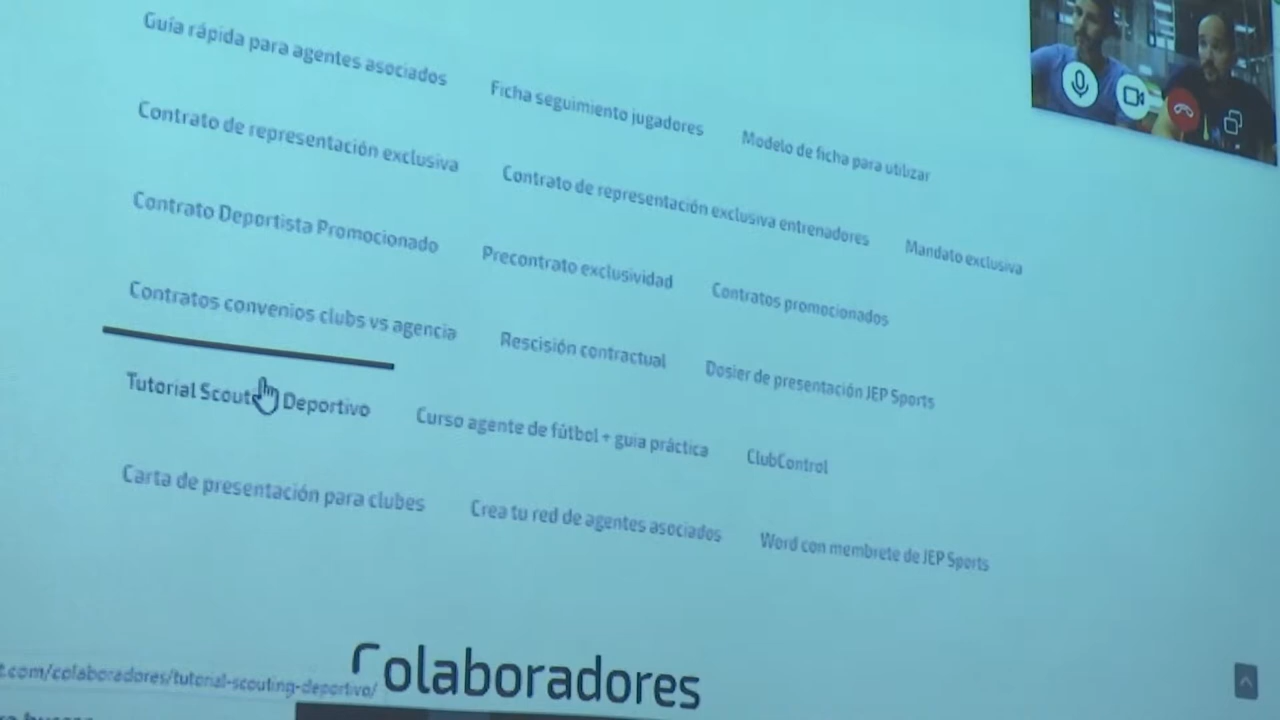 Guía rápida para agentes asociados
Ficha seguimiento jugadores
Modelo de ficha para utilizar
Contrato de representación exclusiva
Contrato de representación exclusiva entrenadores
Mandato exclusiva
Contrato Deportista Promocionado
Precontrato exclusividad
Contratos promocionados
Contratos convenios clubs vs agencia
Rescisión contractual
Dosier de presentación JEP Sports
Tutorial Scout Deportivo
Curso agente de fútbol + guia práctica
ClubControl
Carta de presentación para clubes
Crea tu red de agentes asociados
Word con membrete de JEP Sports
Colaboradores
t.com/colaboradores/tutorial-scouting-deportivo/